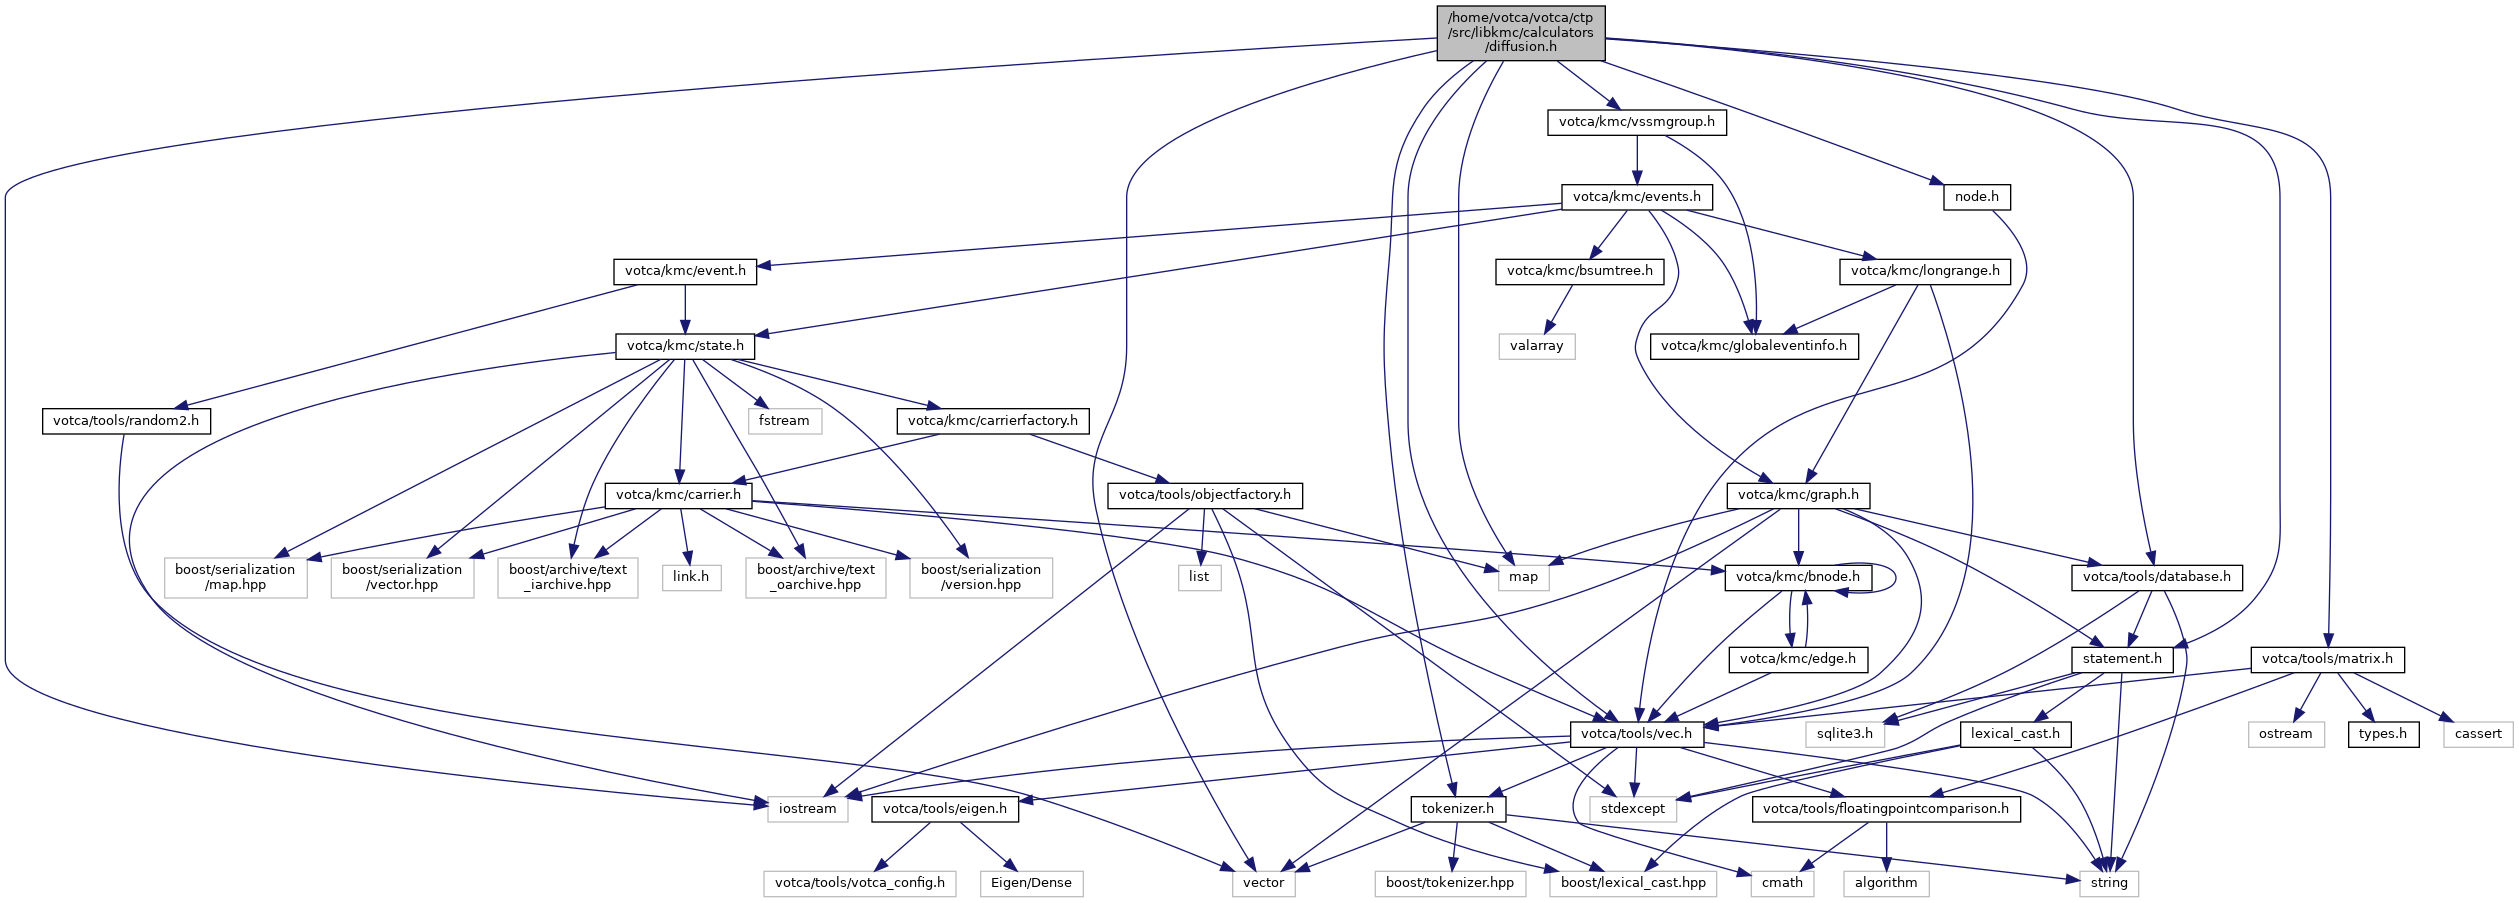 /home/votca/votca/ctp
/src/libkmc/calculators
/diffusion.h
votca/kmc/vssmgroup.h
votca/kmc/events.h
node.h
votca/kmc/event.h
votca/kmc/bsumtree.h
votca/kmc/longrange.h
votca/kmc/state.h
valarray
votca/kmc/globaleventinfo.h
votca/tools/random2.h
fstream
votca/kmc/carrierfactory.h
votca/kmc/carrier.h
votca/tools/objectfactory.h
votca/kmc/graph.h
boost/serialization
/map.hpp
boost/serialization
/vector.hpp
boost/archive/text
_iarchive.hpp
link.h
boost/archive/text
_oarchive.hpp
boost/serialization
/version.hpp
list
map
votca/kmc/bnode.h
votca/tools/database.h
votca/kmc/edge.h
statement.h
votca/tools/matrix.h
votca/tools/vec.h
sqlite3.h
lexical_cast.h
ostream
types.h
cassert
iostream
votca/tools/eigen.h
tokenizer.h
stdexcept
votca/tools/floatingpointcomparison.h
votca/tools/votca_config.h
Eigen/Dense
vector
boost/tokenizer.hpp
boost/lexical_cast.hpp
cmath
algorithm
string